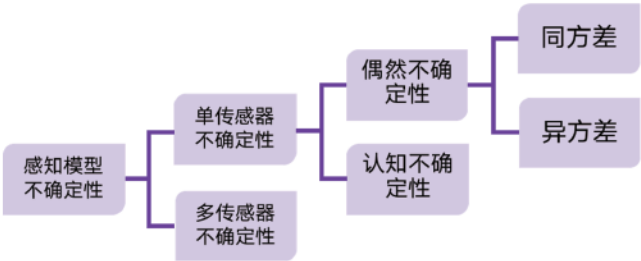 感知模型
不确定性
单传感器
不确定性
多传感器
不确定性
偶然不确
定性
认知不确
定性
同方差
异方差